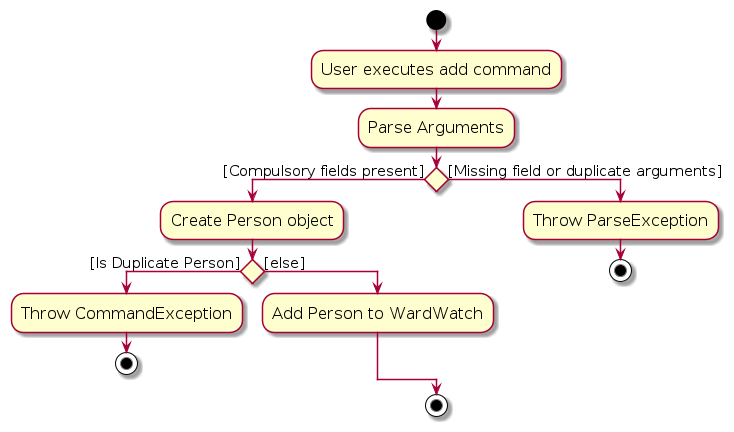 User executes add command
Parse Arguments
[Compulsory fields present]
[Missing field or duplicate arguments]
Create Person object
Throw ParseException
[Is Duplicate Person]
[else]
Throw CommandException
Add Person to WardWatch